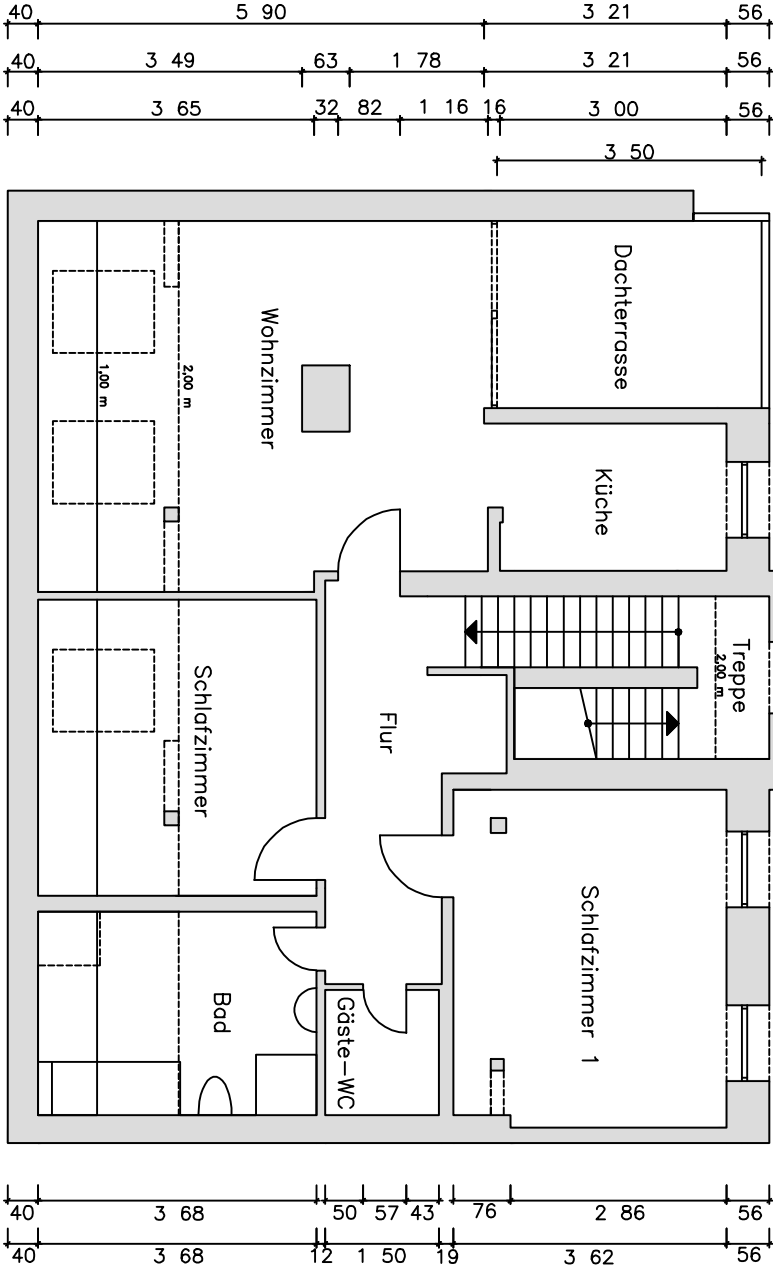 40 5 90 3 21 56
40 3 49 63 1 78 3 21 56
40 3 65 32 82 1 16 16 3 00 56
3 50
Dachterrasse
Wohnzimmer
1,00 m
2,00 m
Küche
Treppe
2,00 m
Schlafzimmer
Flur
Schlafzimmer 1
Bad
Gäste-WC
40 3 68 50 57 43 76 2 86 56
40 3 68 12 1 50 19 3 62 56